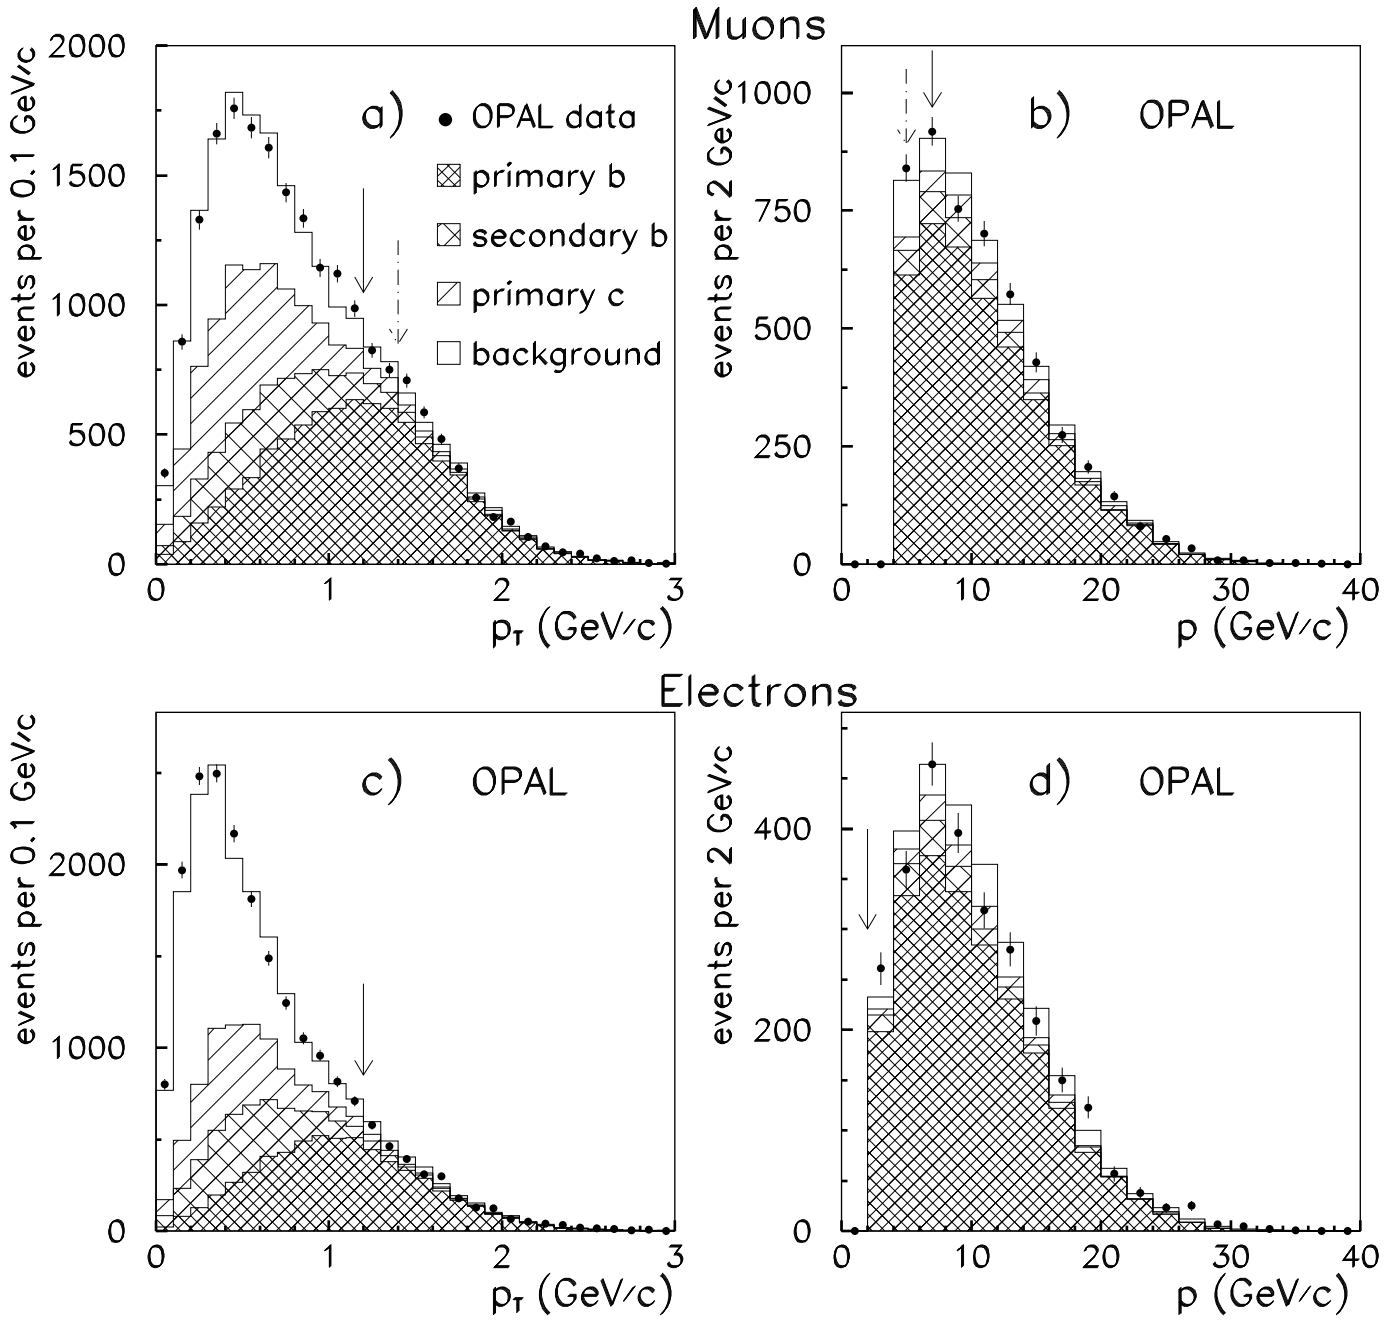 Muons
events per 0.1 GeV/c
2000
1500
1000
500
0
0
1
2
3
p_T (GeV/c)
a)
OPAL data
primary b
secondary b
primary c
background
events per 2 GeV/c
1000
750
500
250
0
0
10
20
30
40
p (GeV/c)
b) OPAL
Electrons
events per 0.1 GeV/c
2000
1000
0
0
1
2
3
p_T (GeV/c)
c) OPAL
events per 2 GeV/c
400
200
0
0
10
20
30
40
p (GeV/c)
d) OPAL